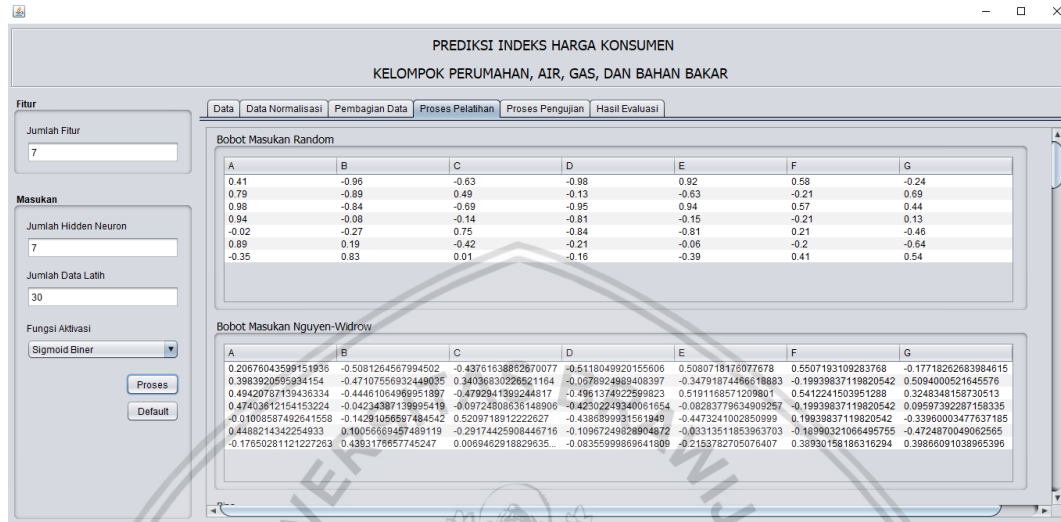 PREDIKSI INDEKS HARGA KONSUMEN
KELOMPOK PERUMAHAN, AIR, GAS, DAN BAHAN BAKAR
Fitur
Jumlah Fitur
7
Masukan
Jumlah Hidden Neuron
7
Jumlah Data Latih
30
Fungsi Aktivasi
Sigmoid Biner
Proses
Default
Data Data Normalisasi Pembagian Data Proses Pelatihan Proses Pengujian Hasil Evaluasi
Bobot Masukan Random
A B C D E F G
0.41 -0.96 -0.63 -0.98 0.92 0.58 -0.24
0.79 -0.89 0.49 -0.13 -0.63 -0.21 0.69
0.98 -0.84 -0.69 -0.95 0.94 0.57 0.44
0.94 -0.08 -0.14 -0.81 -0.15 -0.21 0.13
-0.02 -0.27 0.75 -0.84 -0.81 0.21 -0.46
0.89 0.19 -0.42 -0.21 -0.06 -0.2 -0.64
-0.35 0.83 0.01 -0.16 -0.39 0.41 0.54
Bobot Masukan Nguyen-Widrow
A B C D E F G
0.20676043599151936 -0.5081264567994502 -0.43761638862670077 -0.5118049920155606 0.5080718176077678 0.5507193109283768 -0.17718262683984615
0.3983920595934154 -0.47107556932449035 0.34036830226521164 -0.0678924989408397 -0.34791874466618883 -0.19939837119820542 0.5094000521645576
0.49420787139436334 -0.44461064969951897 -0.4792941399244817 -0.4961374922599823 0.5191168571209801 0.5412241503951288 0.3248348158730513
0.47403612154153224 -0.04234387139995419 -0.09724808636148906 -0.42302249340061654 -0.08283779634909257 -0.19939837119820542 0.09597392287158335
-0.0100858749264​1558 -0.1429105659748454​2 0.5209718912222627 -0.4386899931561949 -0.4473241002850999 0.19939837119820542 -0.33960003477637185
0.4488214342254933 0.10056669457489119 -0.29174425908446716 -0.10967249828904872 -0.03313511853963703 -0.18990321066495755 -0.4724870049062565
-0.17650281121227263 0.4393176657745247 0.0069462918829635... -0.08355999869641809 -0.2153782705076407 0.38930158186316294 0.39866091038965396